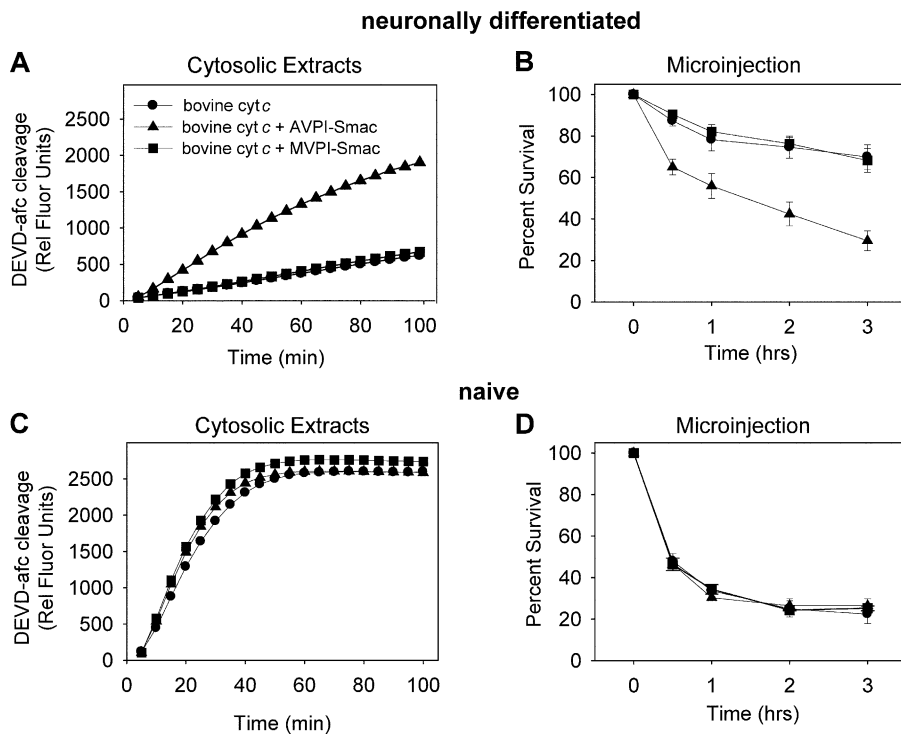 neuronally differentiated
A
Cytosolic Extracts
DEVD-afc cleavage
(Rel Fluor Units)
2500
2000
1500
1000
500
0
bovine cyt c
bovine cyt c + AVPI-Smac
bovine cyt c + MVPI-Smac
0 20 40 60 80 100
Time (min)
B
Microinjection
Percent Survival
100
80
60
40
20
0
0 1 2 3
Time (hrs)
naive
C
Cytosolic Extracts
DEVD-afc cleavage
(Rel Fluor Units)
2500
2000
1500
1000
500
0
0 20 40 60 80 100
Time (min)
D
Microinjection
Percent Survival
100
80
60
40
20
0
0 1 2 3
Time (hrs)